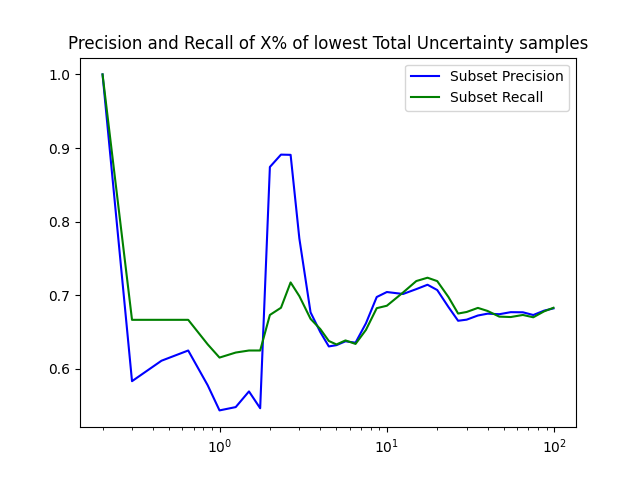 Precision and Recall of X% of lowest Total Uncertainty samples
Subset Precision
Subset Recall
1.0
0.9
0.8
0.7
0.6
10⁰
10¹
10²